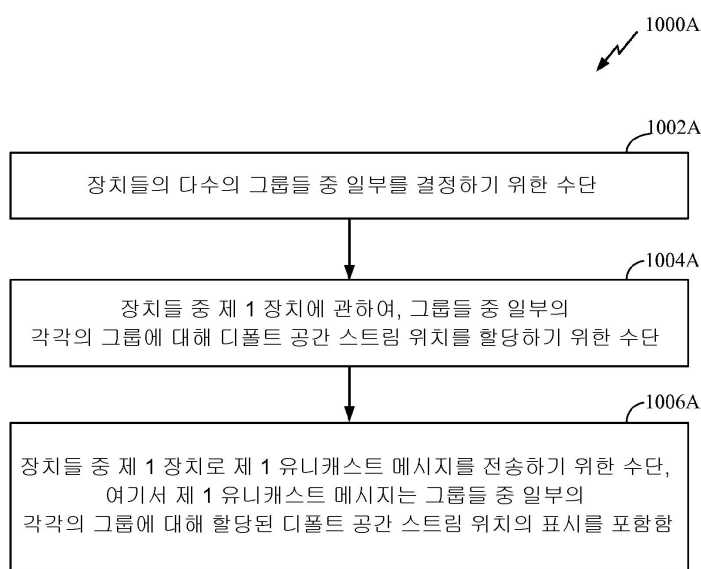 1000A
1002A
장치들의 다수의 그룹들 중 일부를 결정하기 위한 수단
1004A
장치들 중 제 1 장치에 관하여, 그룹들 중 일부의
각각의 그룹에 대해 디폴트 공간 스트림 위치를 할당하기 위한 수단
1006A
장치들 중 제 1 장치로 제 1 유니캐스트 메시지를 전송하기 위한 수단,
여기서 제 1 유니캐스트 메시지는 그룹들 중 일부의
각각의 그룹에 대해 할당된 디폴트 공간 스트림 위치의 표시를 포함함